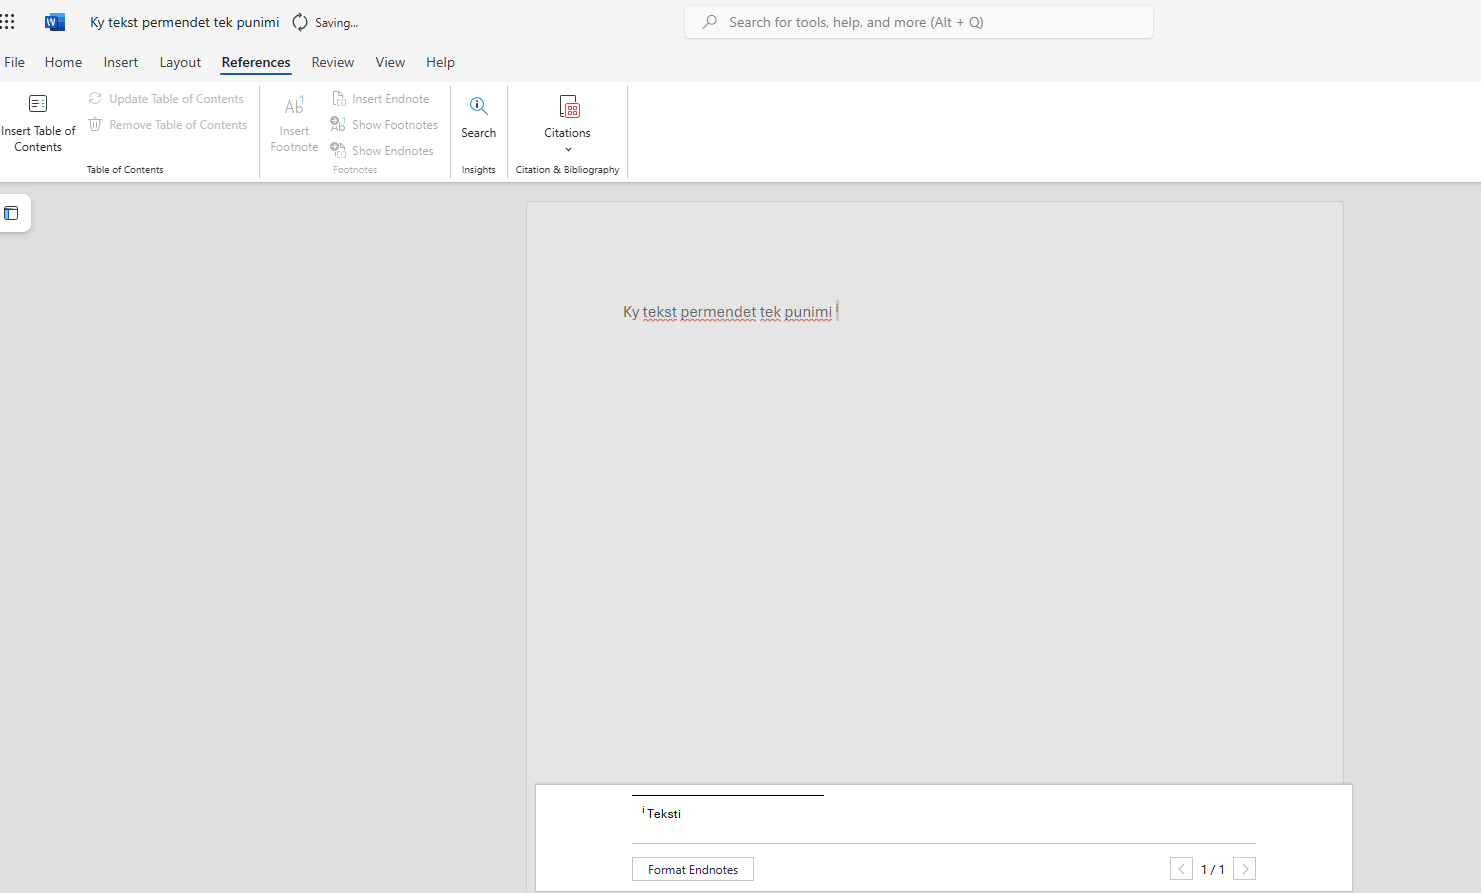 Ky tekst permendet tek punimi Saving...
Search for tools, help, and more (Alt + Q)
File Home Insert Layout References Review View Help
Insert Table of Contents
Update Table of Contents
Remove Table of Contents
Table of Contents
Insert Footnote
Insert Endnote
Show Footnotes
Show Endnotes
Footnotes
Search
Insights
Citations
Citation & Bibliography
Ky tekst permendet tek punimi i
i Teksti
Format Endnotes
1 / 1